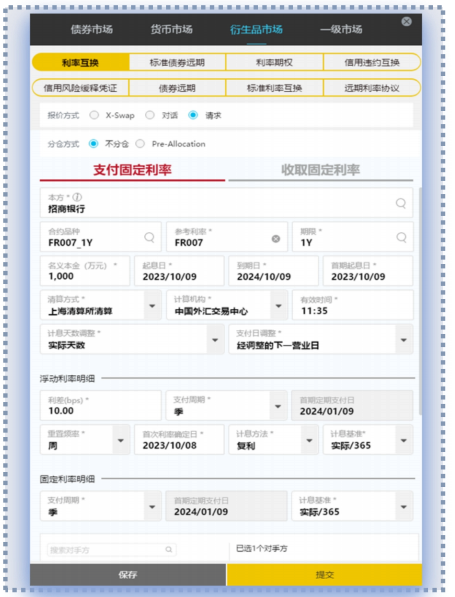 债券市场 货币市场 衍生品市场 一级市场
利率互换 标准债券远期 利率期权 信用违约互换
信用风险缓释凭证 债券远期 标准利率互换 远期利率协议
报价方式 X-Swap 对话 请求
分仓方式 不分仓 Pre-Allocation
支付固定利率 收取固定利率
本方 *
招商银行
合约品种 参考利率 * 期限 *
FR007_1Y FR007 1Y
名义本金（万元） * 起息日 * 到期日 * 首期起息日 *
1,000 2023/10/09 2024/10/09 2023/10/09
清算方式 * 计算机构 * 有效时间 *
上海清算所清算 中国外汇交易中心 11:35
计息天数调整 * 支付日调整 *
实际天数 经调整的下一营业日
浮动利率明细
利差(bps) * 支付周期 * 首期定期支付日
10.00 季 2024/01/09
重置频率 * 首次利率确定日 * 计息方法 * 计息基准*
周 2023/10/08 复利 实际/365
固定利率明细
支付周期 * 首期定期支付日 计息基准 *
季 2024/01/09 实际/365
搜索对手方 已选1个对手方
保存 提交